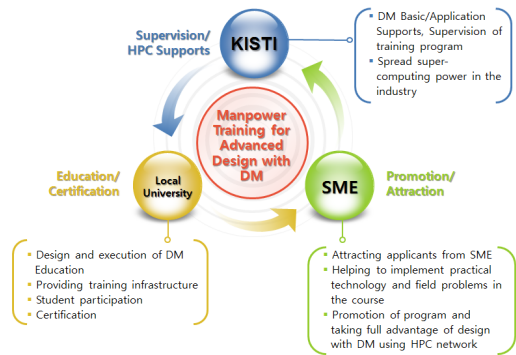 Supervision/
HPC Supports
KISTI
▪ DM Basic/Application
Supports, Supervision of
training program
▪ Spread super-
computing power in the
industry
Manpower
Training for
Advanced
Design with
DM
Education/
Certification
Local
University
SME
Promotion/
Attraction
▪ Design and execution of DM
Education
▪ Providing training infrastructure
▪ Student participation
▪ Certification
▪ Attracting applicants from SME
▪ Helping to implement practical
technology and field problems in
the course
▪ Promotion of program and
taking full advantage of design
with DM using HPC network